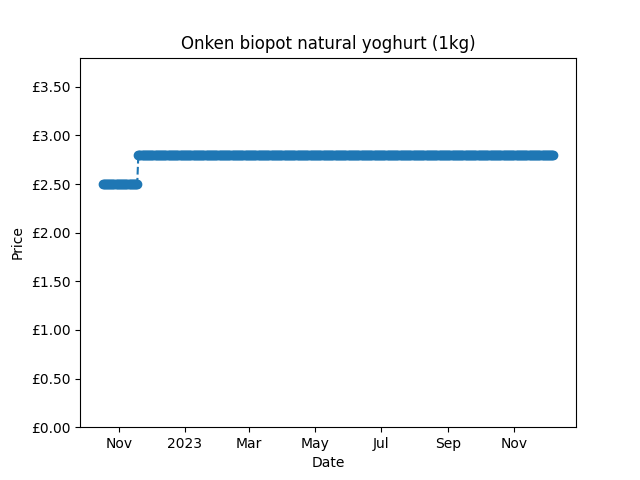 Onken biopot natural yoghurt (1kg)
£3.50
£3.00
£2.50
£2.00
£1.50
£1.00
£0.50
£0.00
Price
Nov 2023 Mar May Jul Sep Nov
Date